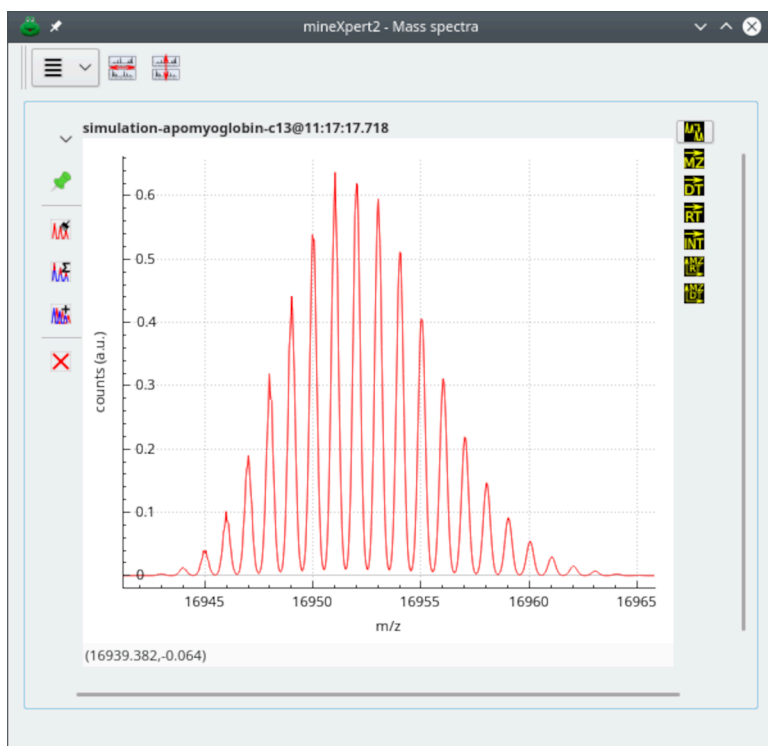 mineXpert2 - Mass spectra
simulation-apomyoglobin-c13@11:17:17.718
counts (a.u.)
0.6
0.5
0.4
0.3
0.2
0.1
0
16945 16950 16955 16960 16965
m/z
(16939.382,-0.064)
MZ
DT
RT
INT